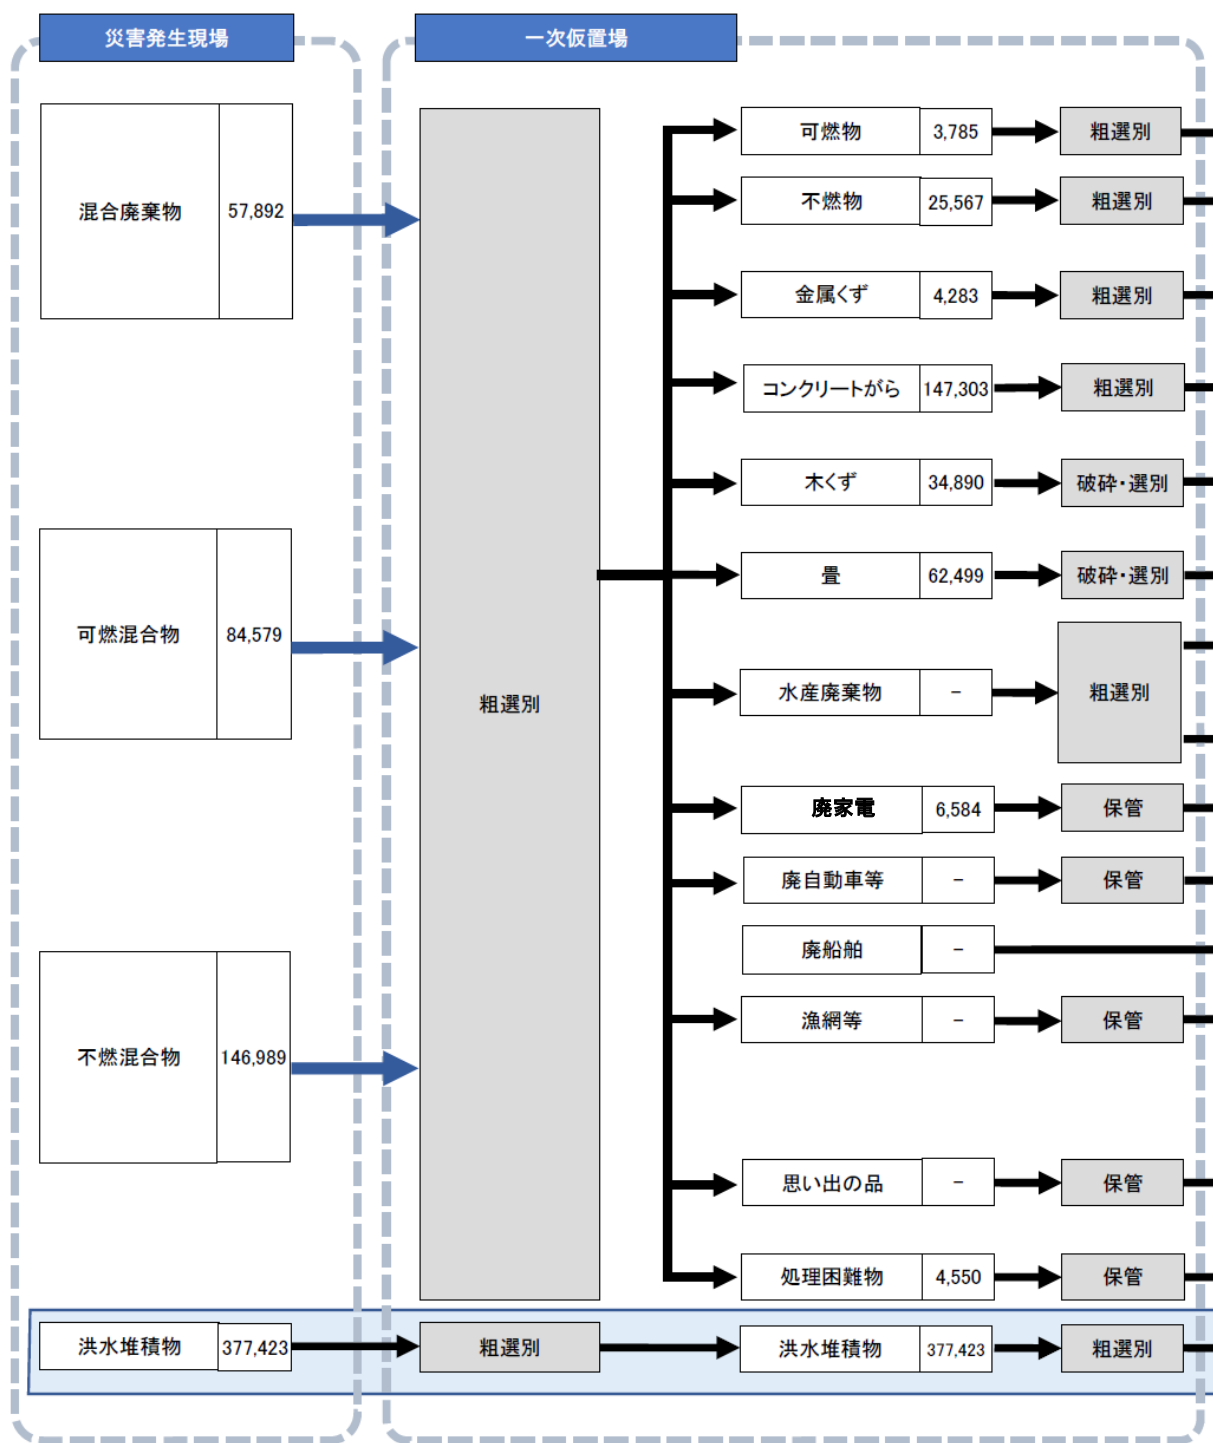 災害発生現場
一次仮置場
混合廃棄物 57,892
可燃混合物 84,579
不燃混合物 146,989
洪水堆積物 377,423
粗選別
粗選別
可燃物 3,785 粗選別
不燃物 25,567 粗選別
金属くず 4,283 粗選別
コンクリートがら 147,303 粗選別
木くず 34,890 破砕・選別
畳 62,499 破砕・選別
水産廃棄物 - 粗選別
廃家電 6,584 保管
廃自動車等 - 保管
廃船舶 -
漁網等 - 保管
思い出の品 - 保管
処理困難物 4,550 保管
洪水堆積物 377,423 粗選別